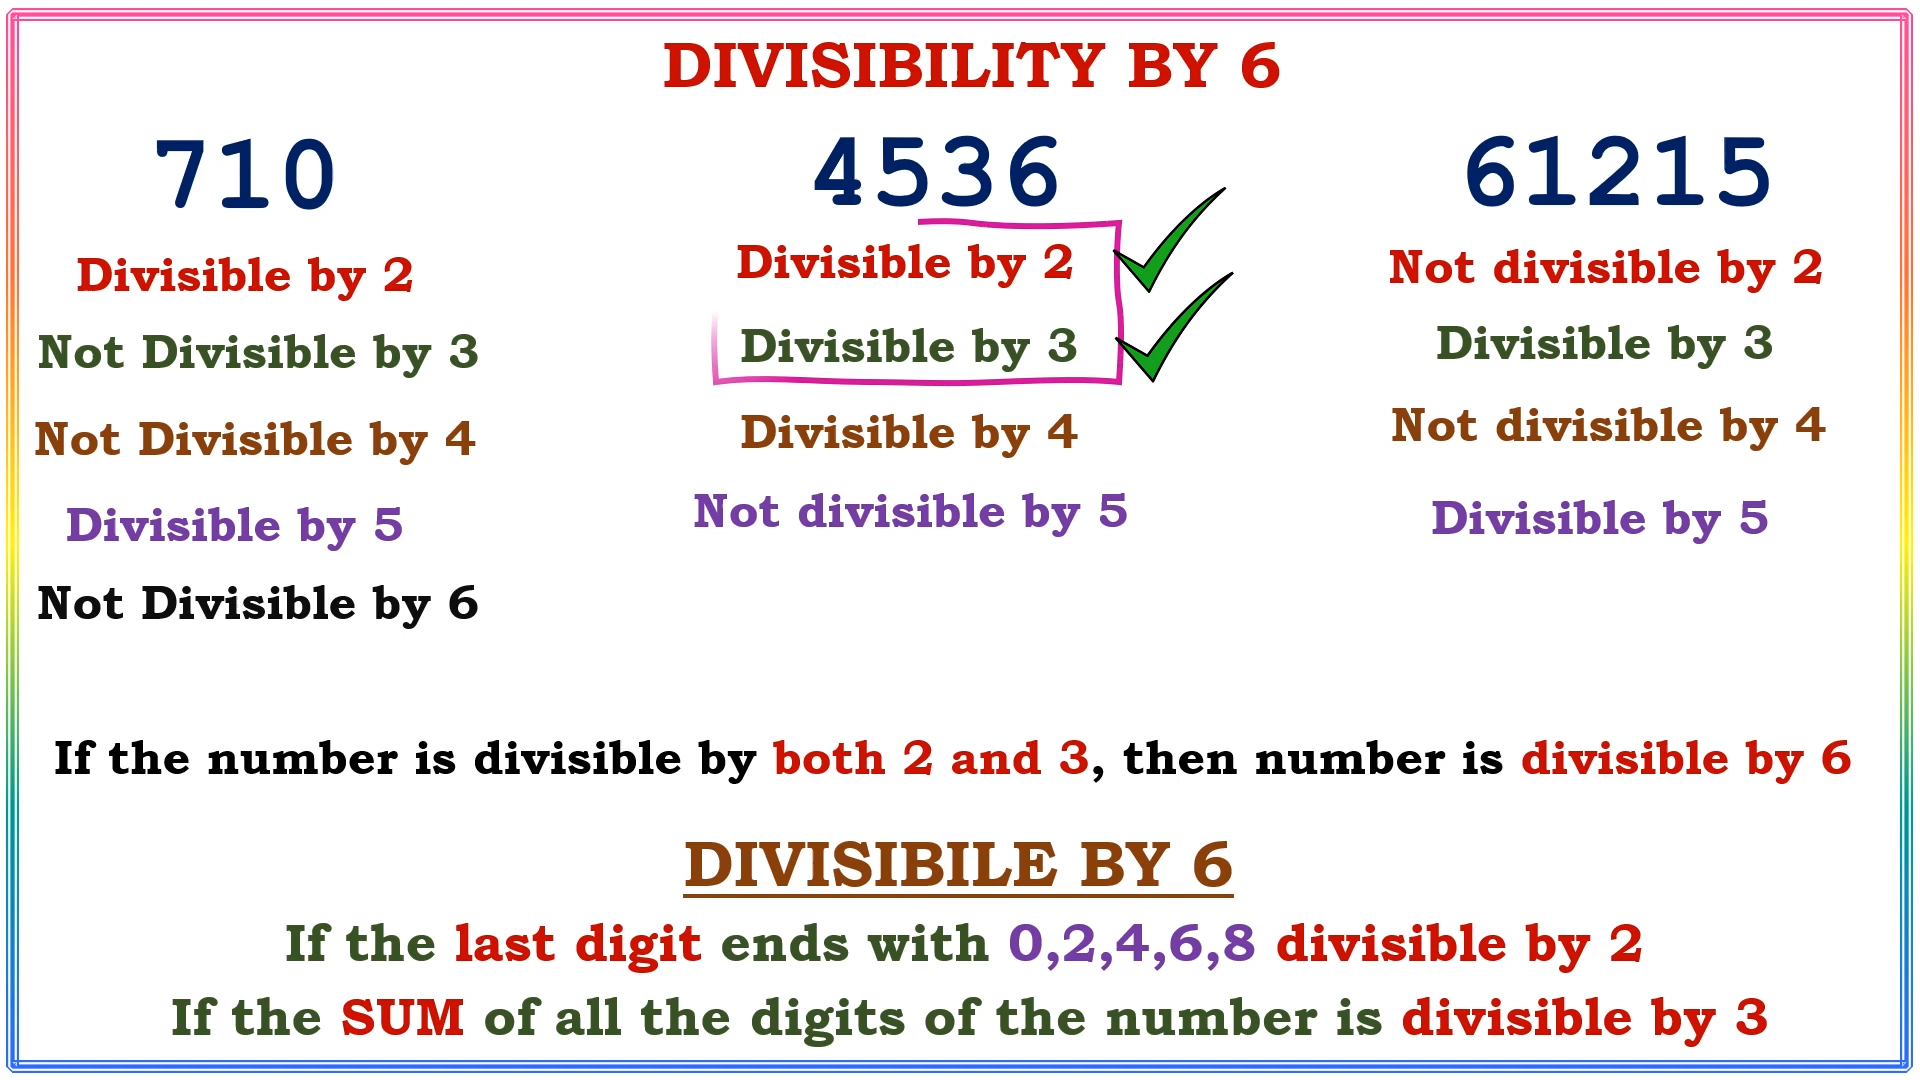 DIVISIBILITY BY 6
710
Divisible by 2
Not Divisible by 3
Not Divisible by 4
Divisible by 5
Not Divisible by 6
4536
Divisible by 2
Divisible by 3
Divisible by 4
Not divisible by 5
61215
Not divisible by 2
Divisible by 3
Not divisible by 4
Divisible by 5
If the number is divisible by both 2 and 3, then number is divisible by 6
DIVISIBILE BY 6
If the last digit ends with 0,2,4,6,8 divisible by 2
If the SUM of all the digits of the number is divisible by 3